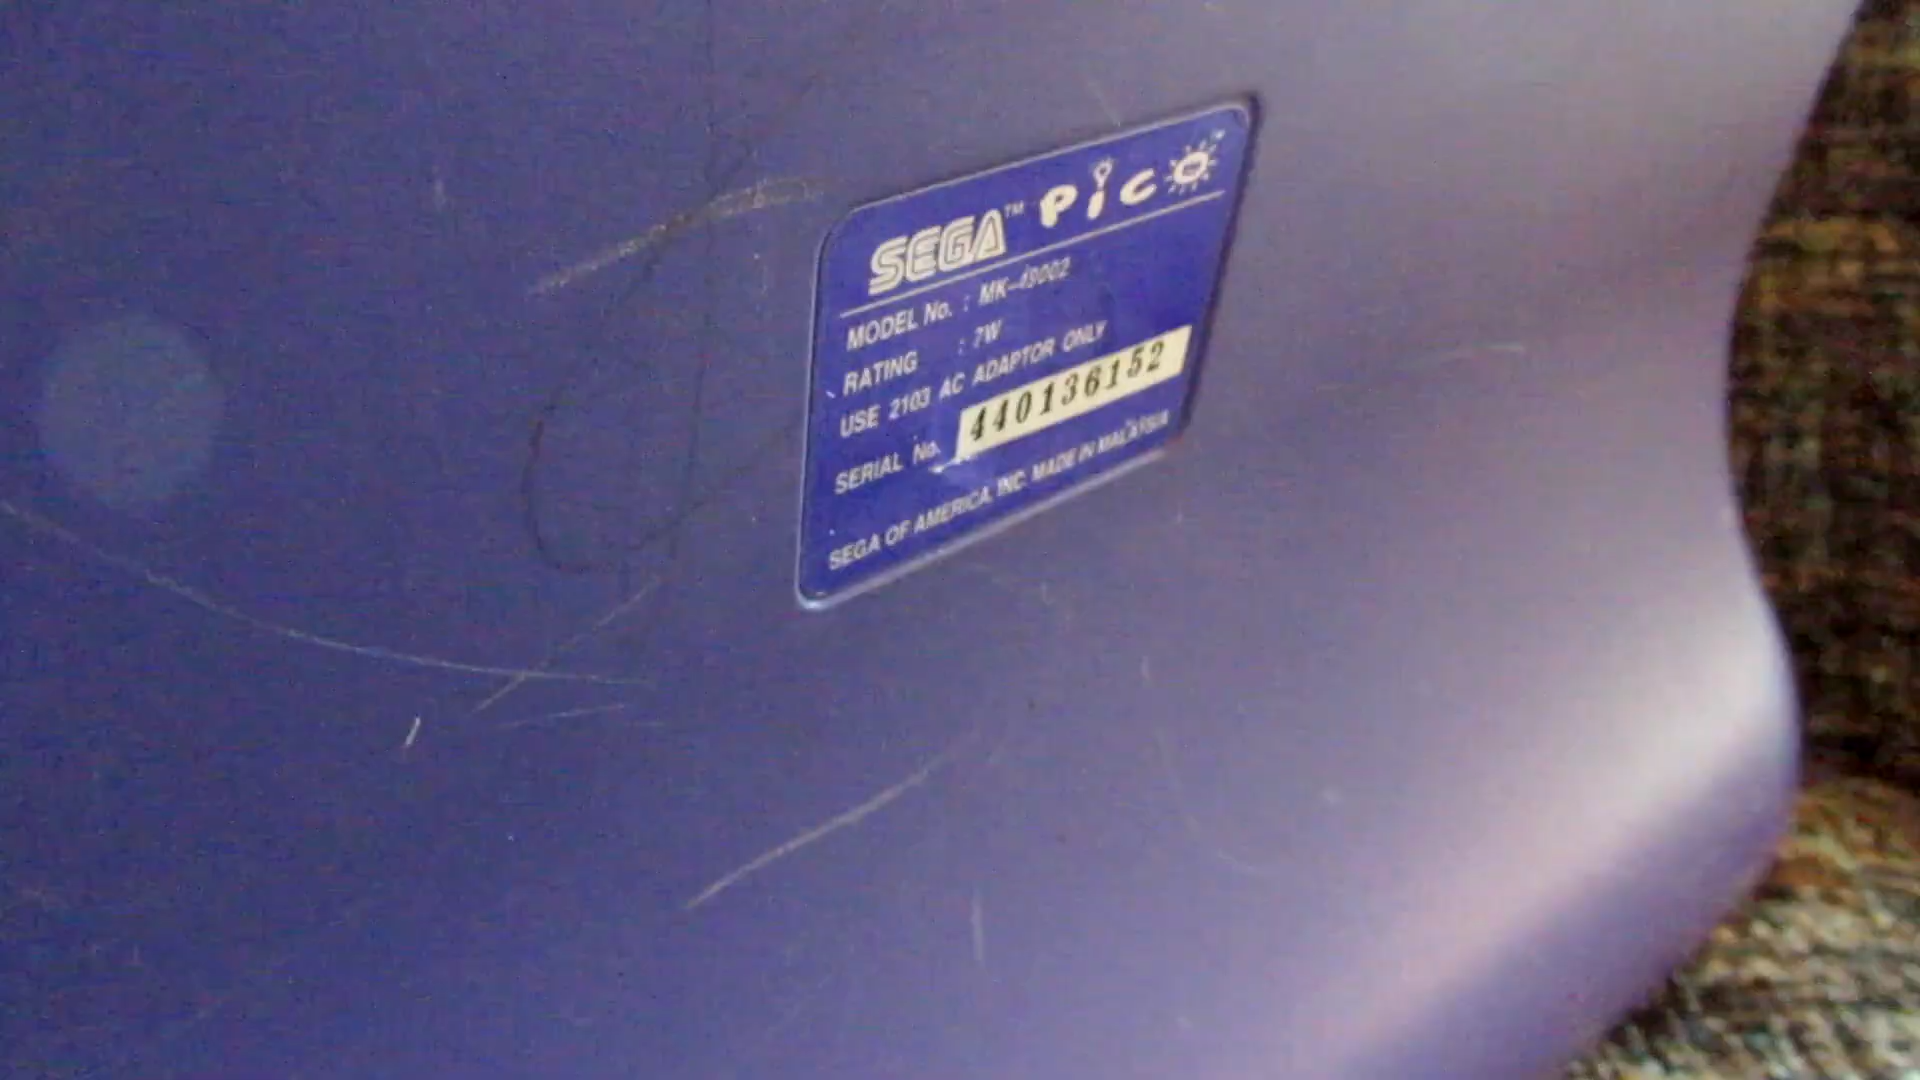 SEGA™ Pico™
MODEL No. : MK-49002
RATING : 7W
USE 2103 AC ADAPTOR ONLY
SERIAL No. 440136152
SEGA OF AMERICA, INC. MADE IN MALAYSIA